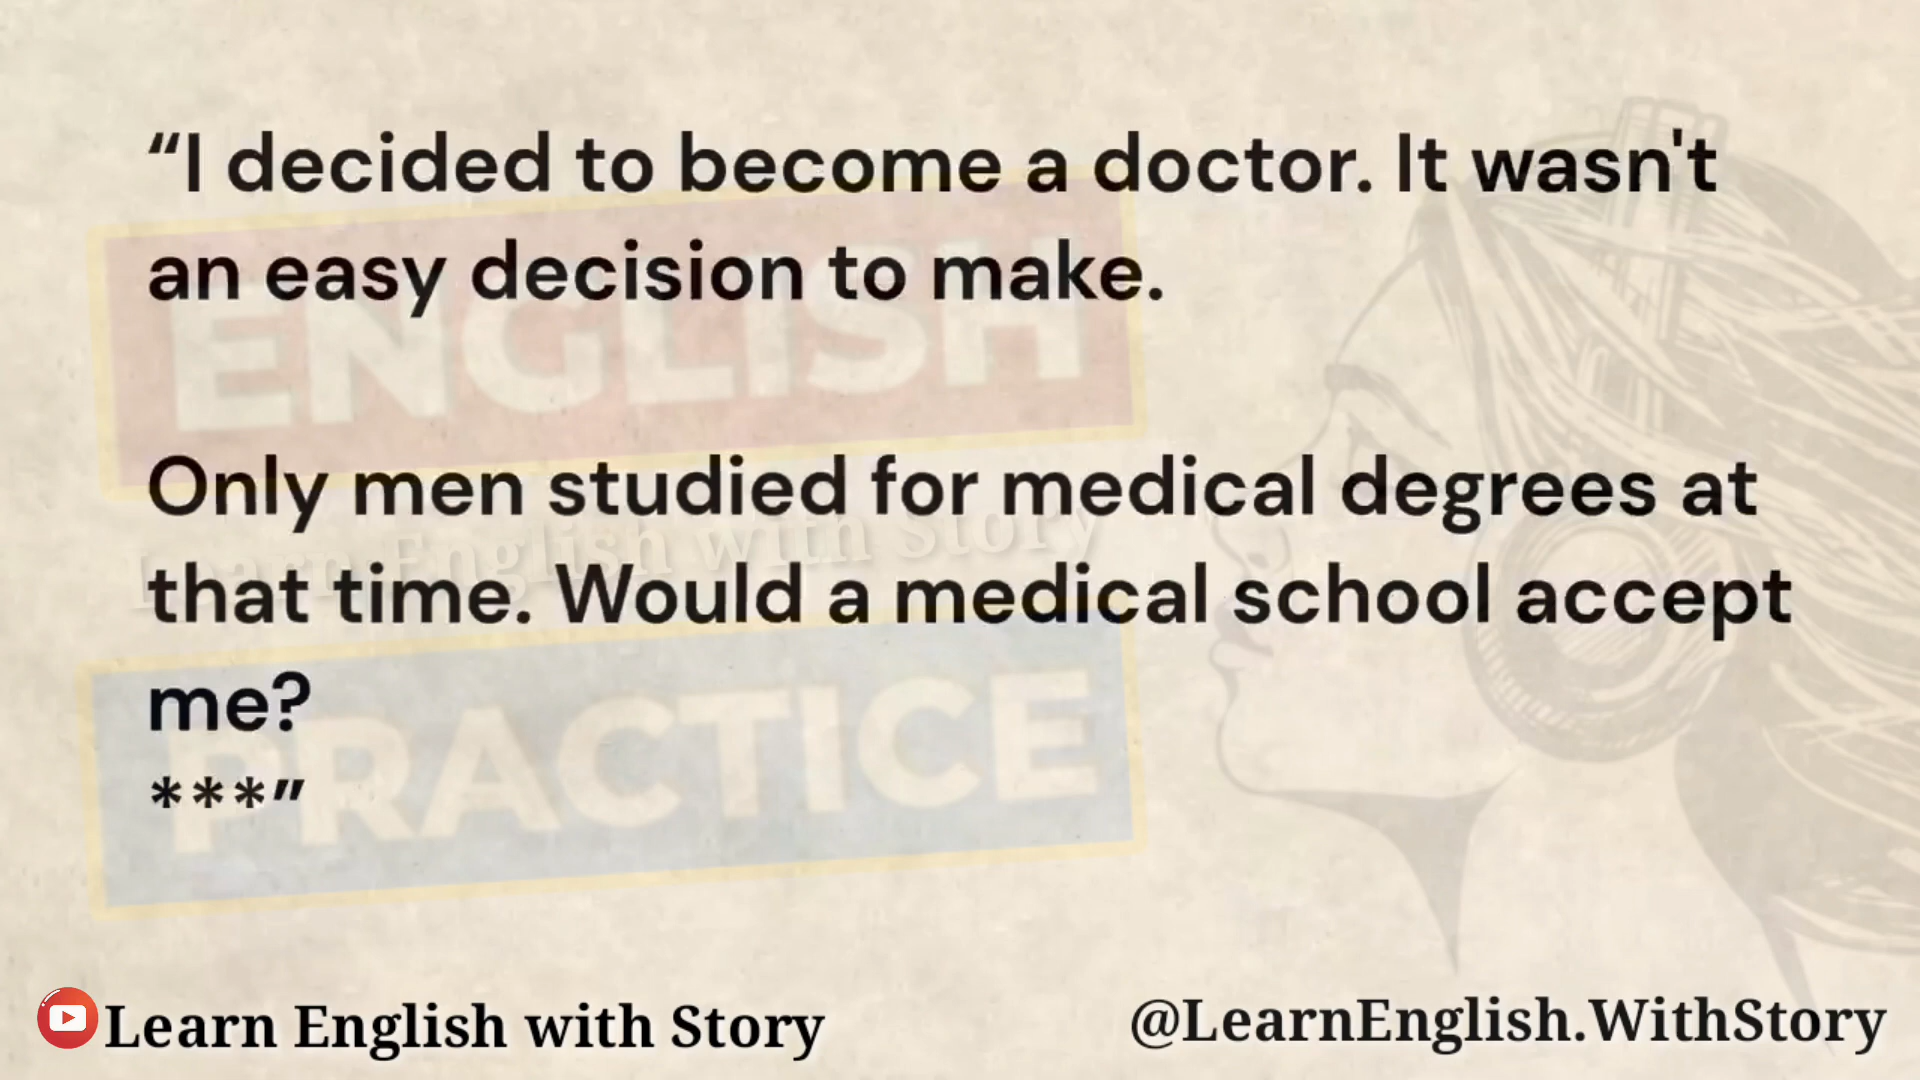 “I decided to become a doctor. It wasn't
an easy decision to make.
ENGLISH
Only men studied for medical degrees at
Learn English with Story
that time. Would a medical school accept
me?
PRACTICE
***”
Learn English with Story
@LearnEnglish.WithStory